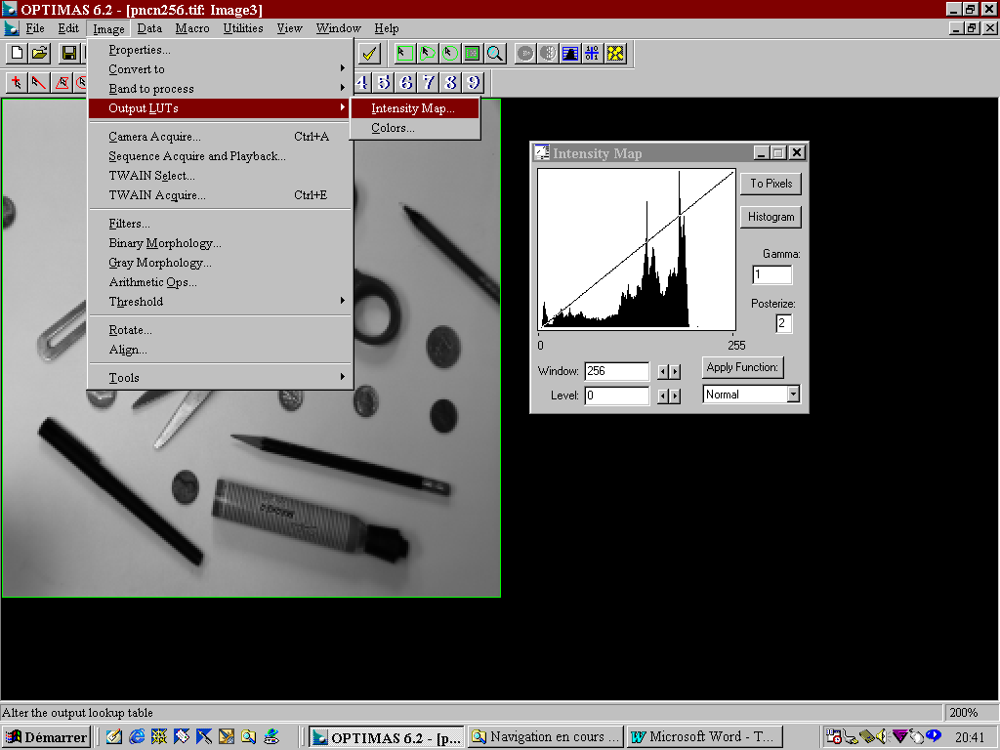 OPTIMAS 6.2 - [pncn256.tif: Image3]
File Edit Image Data Macro Utilities View Window Help
Properties...
Convert to
Band to process
Output LUTs
Camera Acquire... Ctrl+A
Sequence Acquire and Playback...
TWAIN Select...
TWAIN Acquire... Ctrl+E
Filters...
Binary Morphology...
Gray Morphology...
Arithmetic Ops...
Threshold
Rotate...
Align...
Tools
4 5 6 7 8 9
Intensity Map...
Colors...
Intensity Map
To Pixels
Histogram
Gamma:
1
Posterize:
2
0 255
Window: 256
Level: 0
Apply Function:
Normal
Alter the output lookup table
200%
Démarrer
OPTIMAS 6.2 - [p...
Navigation en cours ...
Microsoft Word - T...
20:41